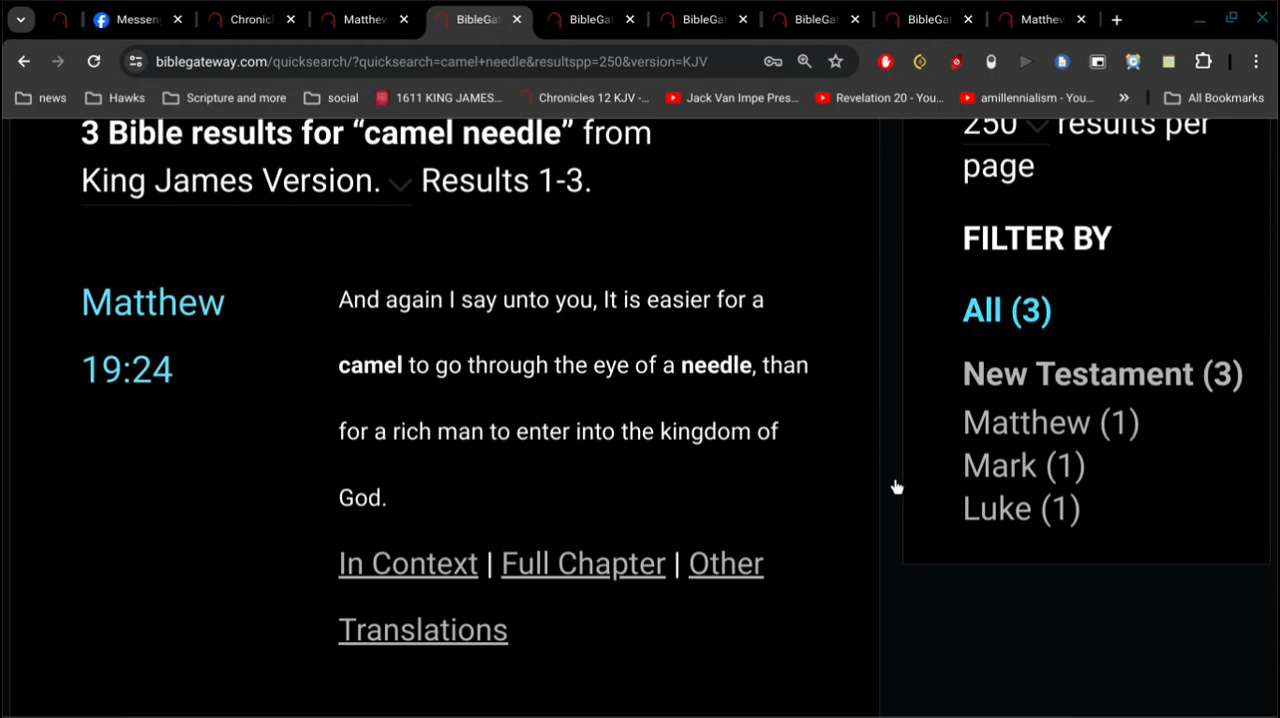 Messen
Chronic
Matthew
BibleGat
BibleGat
BibleGat
BibleGat
BibleGat
Matthew
biblegateway.com/quicksearch/?quicksearch=camel+needle&resultspp=250&version=KJV
news
Hawks
Scripture and more
social
1611 KING JAMES...
Chronicles 12 KJV -...
Jack Van Impe Pres...
Revelation 20 - You...
amillennialism - You...
»
All Bookmarks
3 Bible results for “camel needle” from
King James Version. Results 1-3.
Matthew
19:24
And again I say unto you, It is easier for a
camel to go through the eye of a needle, than
for a rich man to enter into the kingdom of
God.
In Context | Full Chapter | Other
Translations
250 results per
page
FILTER BY
All (3)
New Testament (3)
Matthew (1)
Mark (1)
Luke (1)